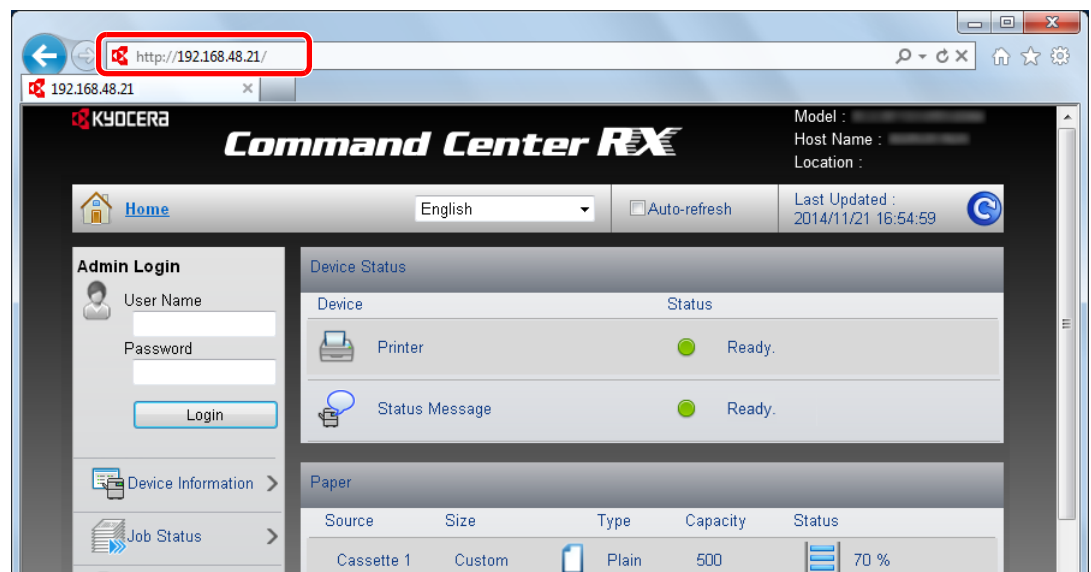 http://192.168.48.21/
192.168.48.21
KYOCERA
Command Center RX
Model :
Host Name :
Location :
Home
English
Auto-refresh
Last Updated :
2014/11/21 16:54:59
Admin Login
User Name
Password
Login
Device Information
Job Status
Device Status
Device Status
Printer Ready.
Status Message Ready.
Paper
Source Size Type Capacity Status
Cassette 1 Custom Plain 500 70 %